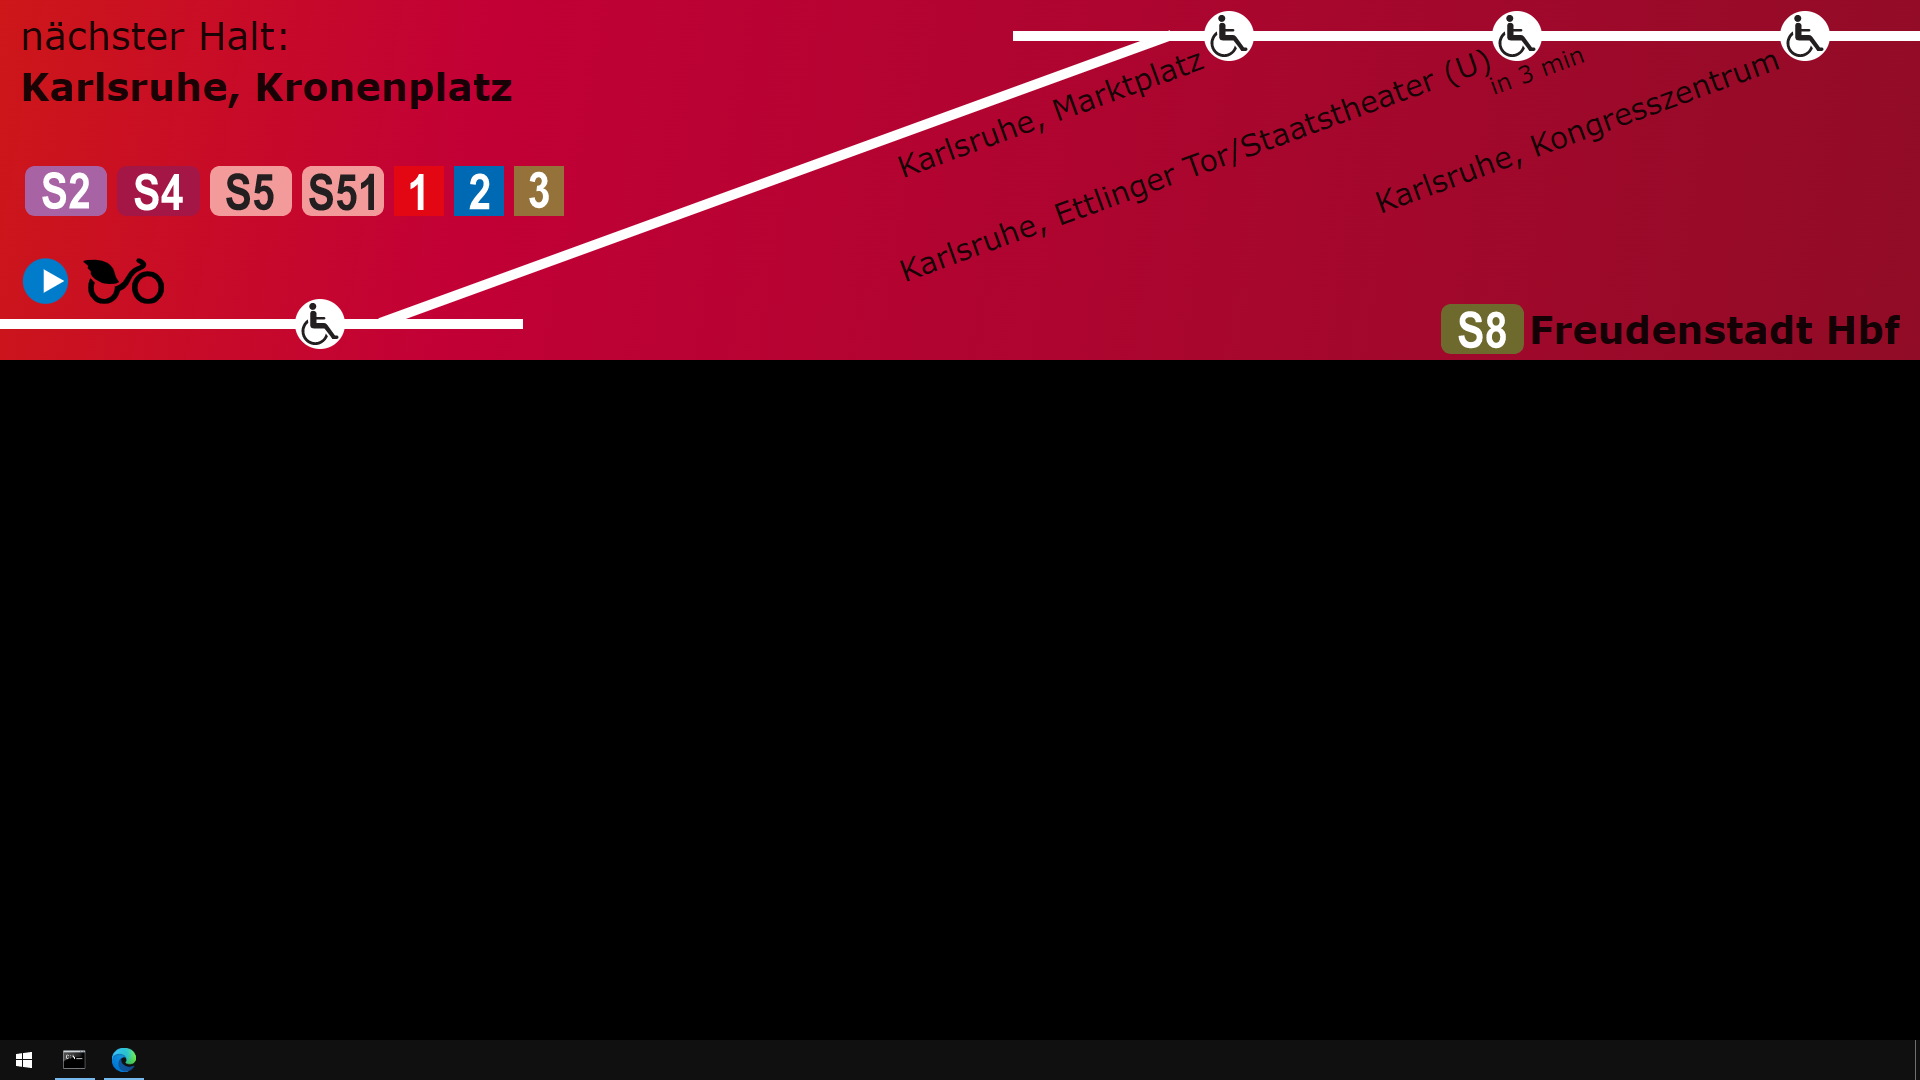 nächster Halt:
Karlsruhe, Kronenplatz
S2 S4 S5 S51 1 2 3
Karlsruhe, Marktplatz
Karlsruhe, Ettlinger Tor/Staatstheater (U)
in 3 min
Karlsruhe, Kongresszentrum
S8 Freudenstadt Hbf